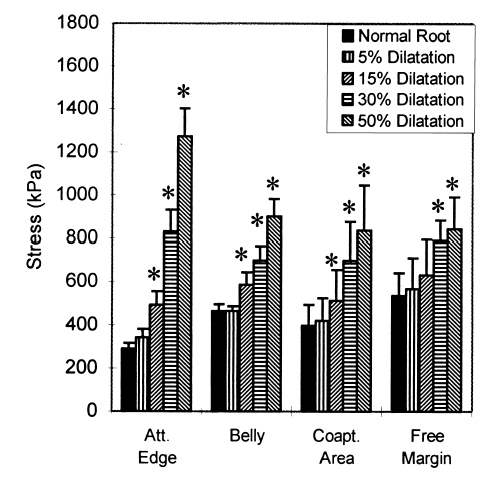 1800
1600
1400
1200
1000
800
600
400
200
0
Stress (kPa)
Normal Root
5% Dilatation
15% Dilatation
30% Dilatation
50% Dilatation
* * * * * * * * * * * *
Att.
Edge
Belly
Coapt.
Area
Free
Margin